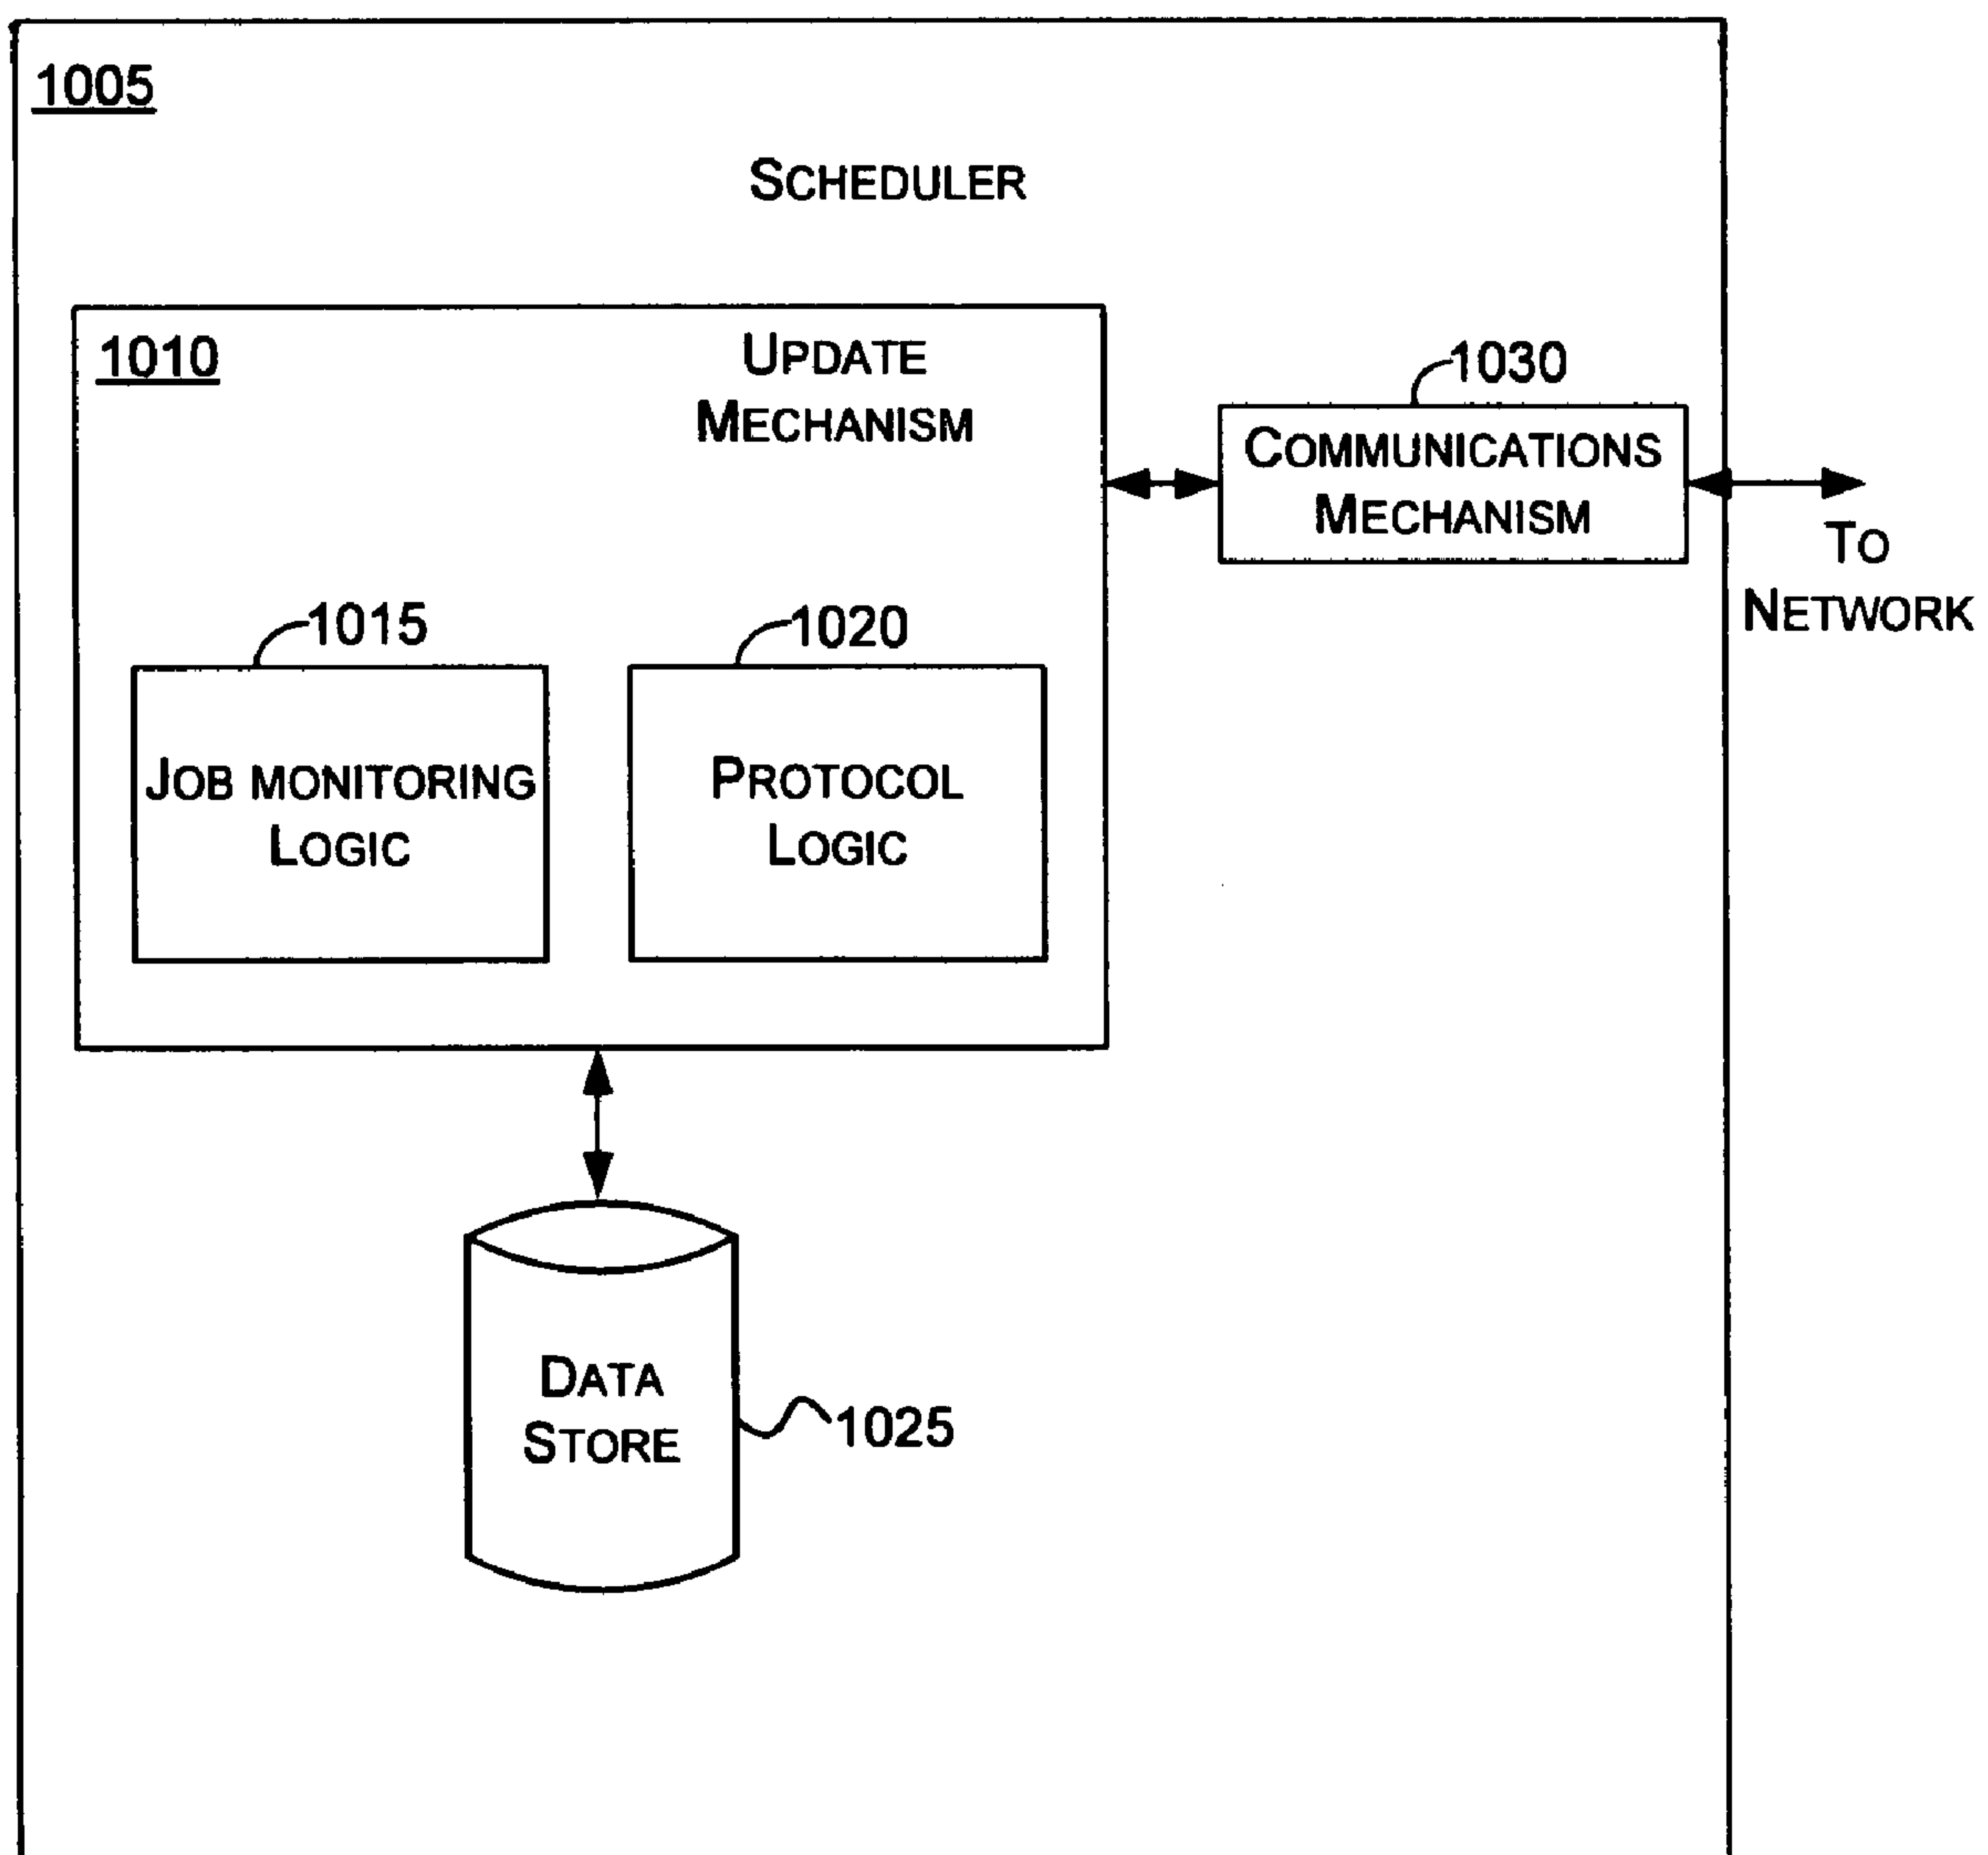 1005
SCHEDULER
1010
UPDATE
MECHANISM
1030
COMMUNICATIONS
MECHANISM
TO
NETWORK
1015
1020
JOB MONITORING
LOGIC
PROTOCOL
LOGIC
DATA
STORE
1025